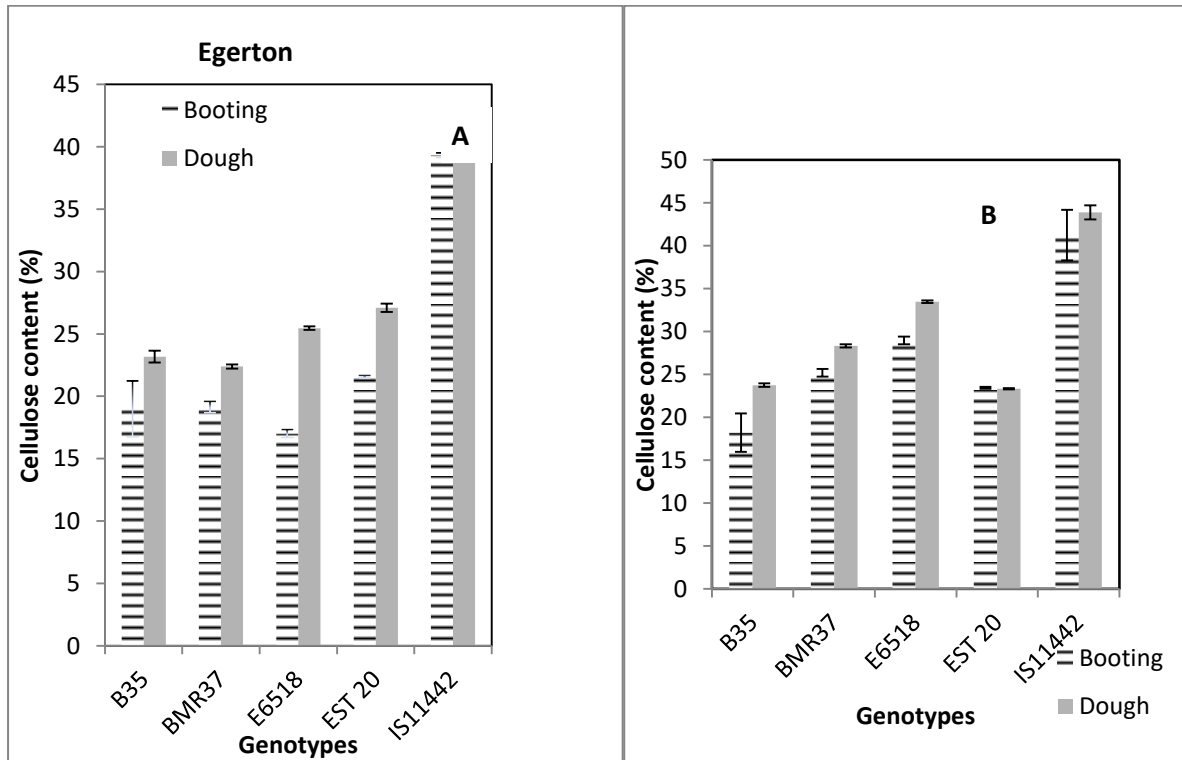 Egerton
45
40
35
30
25
20
15
10
5
0
Cellulose content (%)
Booting
Dough
A
B35
BMR37
E6518
EST 20
IS11442
Genotypes
50
45
40
35
30
25
20
15
10
5
0
Cellulose content (%)
B
B35
BMR37
E6518
EST 20
IS11442
Booting
Dough
Genotypes